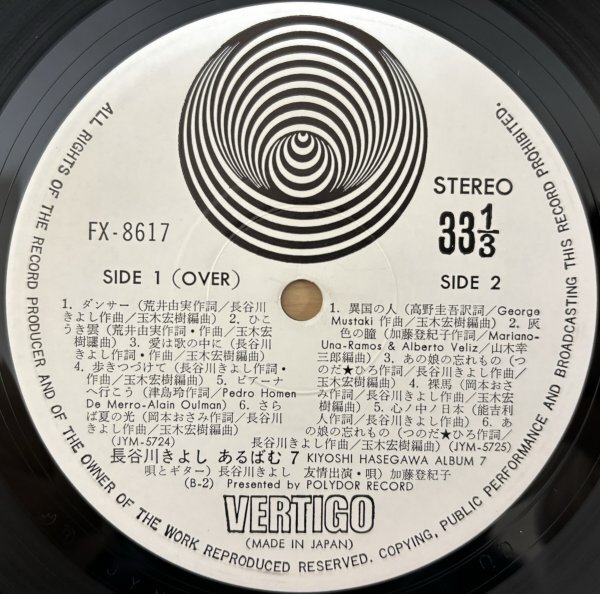 STEREO
33 1/3
FX-8617
SIDE 1 (OVER)
1. ダンサー (荒井由実作詞/長谷川
きよし作曲/玉木宏樹編曲) 2. ひこ
うき雲 (荒井由実作詞・作曲/玉木宏
樹編曲) 3. 愛は歌の中に (長谷川
きよし作詞・作曲/玉木宏樹編曲)
4. 歩きつづけて (長谷川きよし作詞・
作曲/玉木宏樹編曲) 5. ビアーナ
へ行こう (津島玲作詞/Pedro Homen
De Merro-Alain Oulman) 6. さら
ば夏の光 (岡本おさみ作詞/長谷川
きよし作曲/玉木宏樹編曲)
(JYM-5724)
SIDE 2
1. 異国の人 (高野圭吾訳詞/George
Mustaki 作曲/玉木宏樹編曲) 2. 灰
色の瞳 (加藤登紀子作詞/Mariano-
Una-Ramos & Alberto Veliz/山木幸
三郎編曲) 3. あの娘の忘れもの (つ
のだ★ひろ作詞/長谷川きよし作曲/
玉木宏樹編曲) 4. 裸馬 (岡本おさ
み作詞/長谷川きよし作曲/玉木宏樹
編曲) 5. 心ノ中ノ日本 (能吉利
人作詞/長谷川きよし作曲) 6. あ
の娘の忘れもの (つのだ★ひろ作詞/
長谷川きよし作曲/玉木宏樹編曲) (JYM-5725)
長谷川きよし あるばむ 7 KIYOSHI HASEGAWA ALBUM 7
唄とギター) 長谷川きよし 友情出演・唄) 加藤登紀子
(B-2) Presented by POLYDOR RECORD
VERTIGO
(MADE IN JAPAN)
ALL RIGHTS OF THE RECORD PRODUCER AND OF THE OWNER OF THE WORK REPRODUCED RESERVED. COPYING, PUBLIC PERFORMANCE AND BROADCASTING THIS RECORD PROHIBITED.